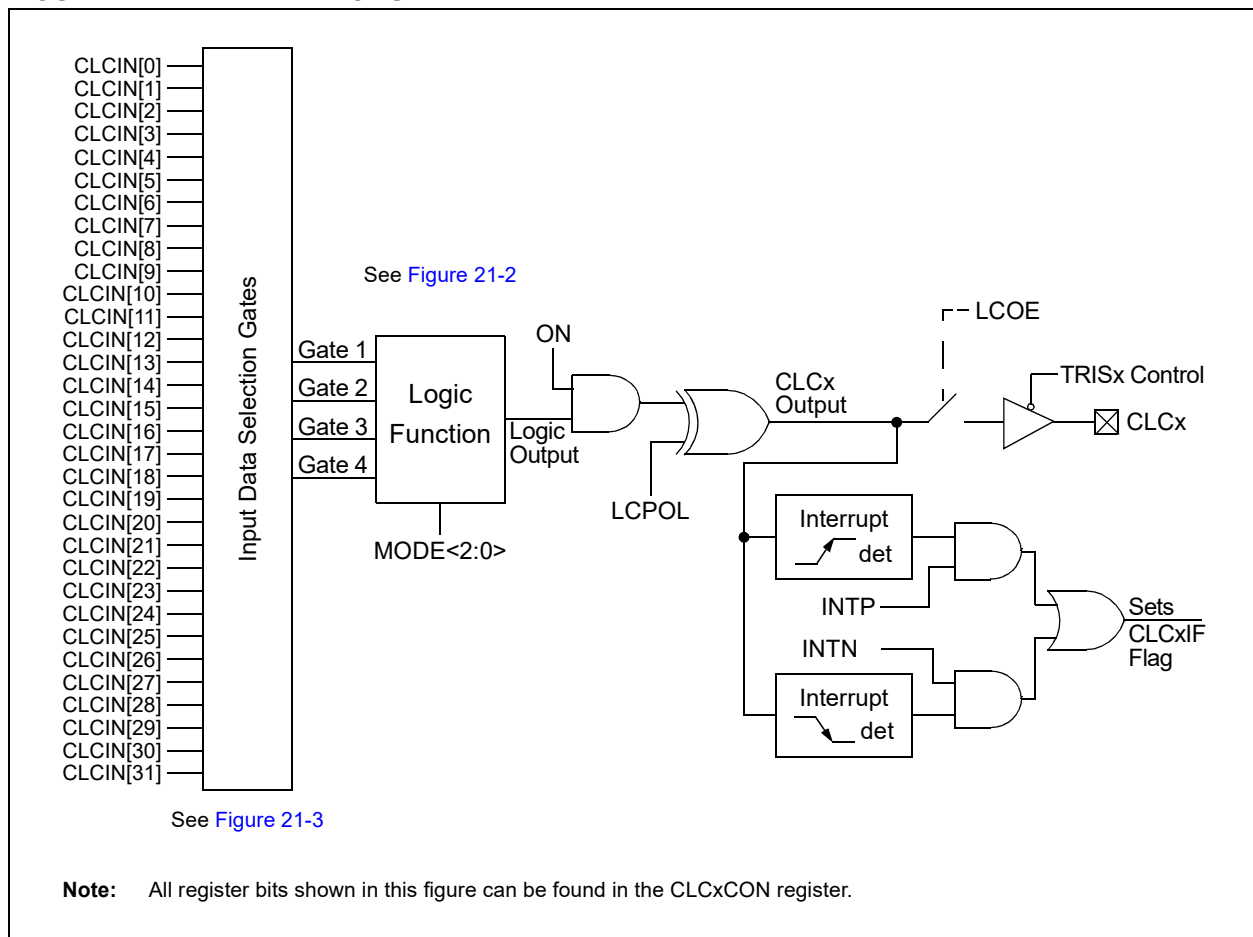 CLCIN[0]
CLCIN[1]
CLCIN[2]
CLCIN[3]
CLCIN[4]
CLCIN[5]
CLCIN[6]
CLCIN[7]
CLCIN[8]
CLCIN[9]
CLCIN[10]
CLCIN[11]
CLCIN[12]
CLCIN[13]
CLCIN[14]
CLCIN[15]
CLCIN[16]
CLCIN[17]
CLCIN[18]
CLCIN[19]
CLCIN[20]
CLCIN[21]
CLCIN[22]
CLCIN[23]
CLCIN[24]
CLCIN[25]
CLCIN[26]
CLCIN[27]
CLCIN[28]
CLCIN[29]
CLCIN[30]
CLCIN[31]
Input Data Selection Gates
See Figure 21-3
See Figure 21-2
Gate 1
Gate 2
Gate 3
Gate 4
Logic
Function
MODE<2:0>
Logic
Output
ON
LCPOL
CLCx
Output
LCOE
TRISx Control
CLCx
Interrupt
det
INTP
INTN
Interrupt
det
Sets
CLCxIF
Flag
Note: All register bits shown in this figure can be found in the CLCxCON register.